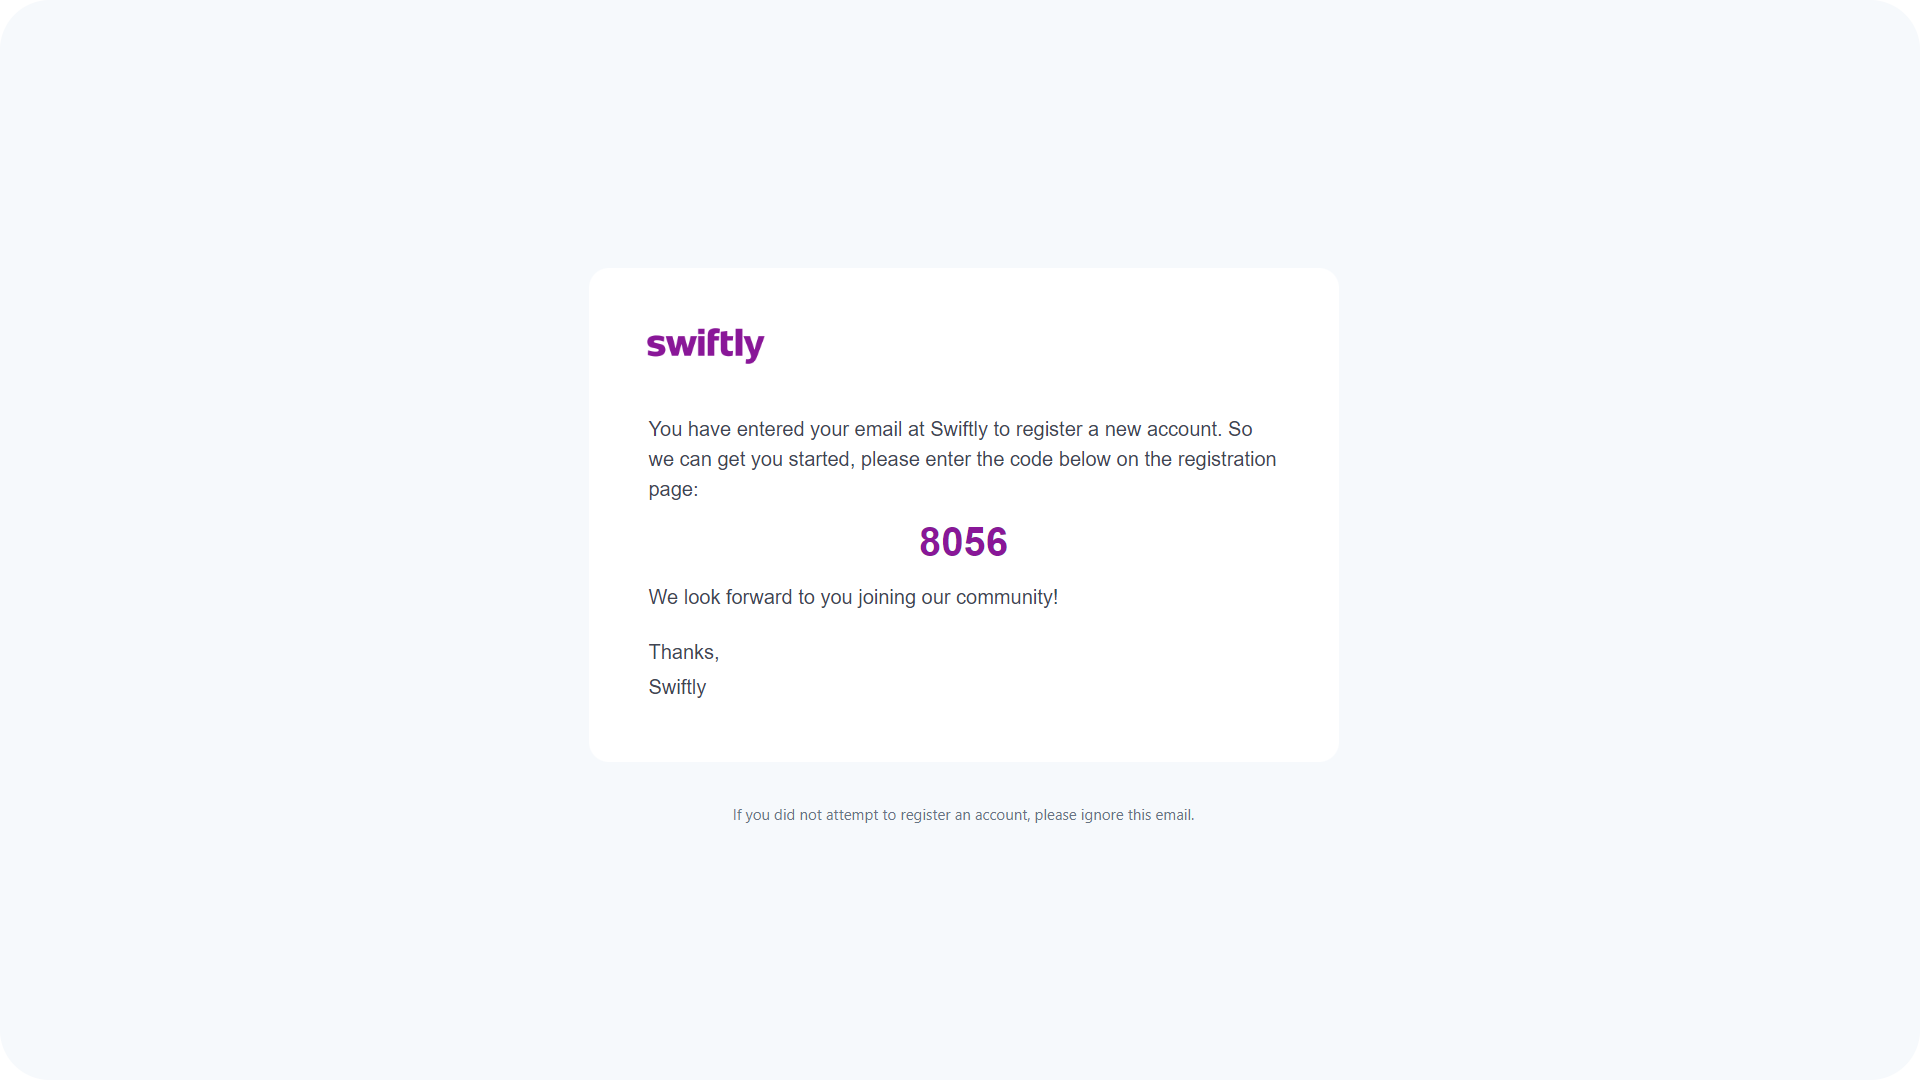 swiftly
You have entered your email at Swiftly to register a new account. So
we can get you started, please enter the code below on the registration
page:
8056
We look forward to you joining our community!
Thanks,
Swiftly
If you did not attempt to register an account, please ignore this email.